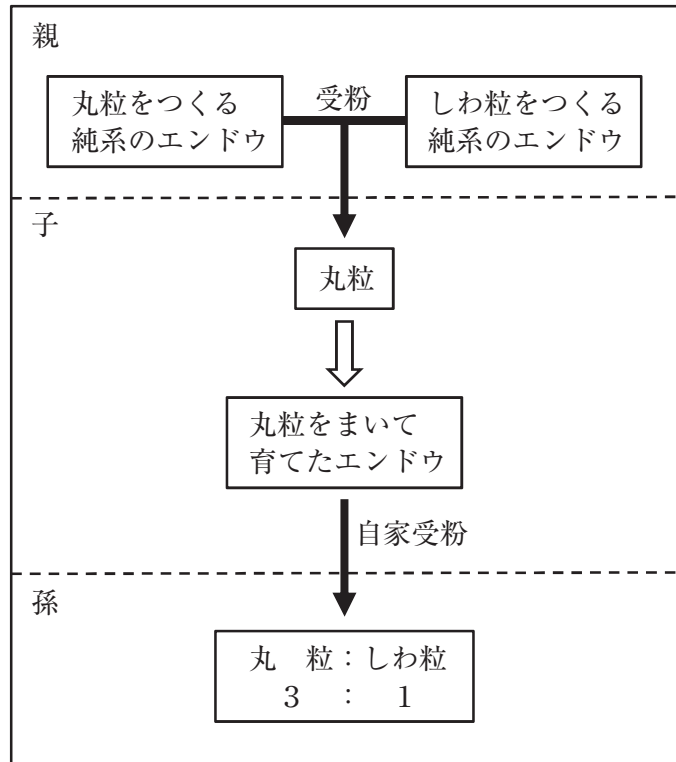 親
丸粒をつくる
純系のエンドウ
受粉
しわ粒をつくる
純系のエンドウ
子
丸粒
丸粒をまいて
育てたエンドウ
自家受粉
孫
丸　粒：しわ粒
３　：　１